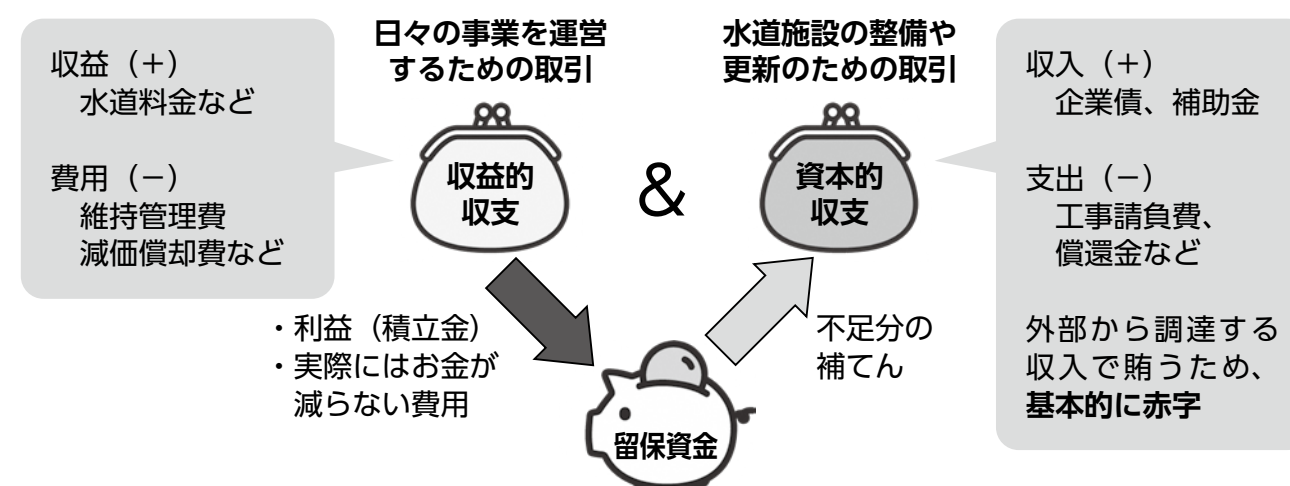 日々の事業を運営
するための取引
水道施設の整備や
更新のための取引
収益（＋）
水道料金など
費用（－）
維持管理費
減価償却費など
収益的
収支
&
資本的
収支
収入（＋）
企業債、補助金
支出（－）
工事請負費、
償還金など
外部から調達する
収入で賄うため、
基本的に赤字
・利益（積立金）
・実際にはお金が
減らない費用
不足分の
補てん
留保資金